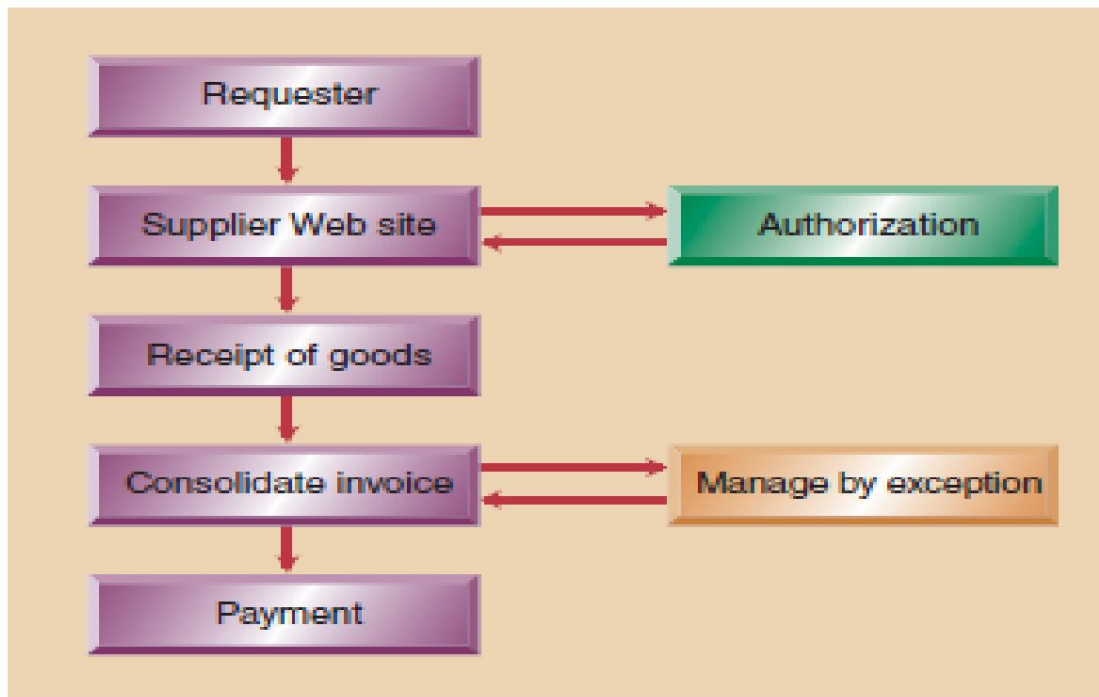 Requester
Supplier Web site
Authorization
Receipt of goods
Consolidate invoice
Manage by exception
Payment